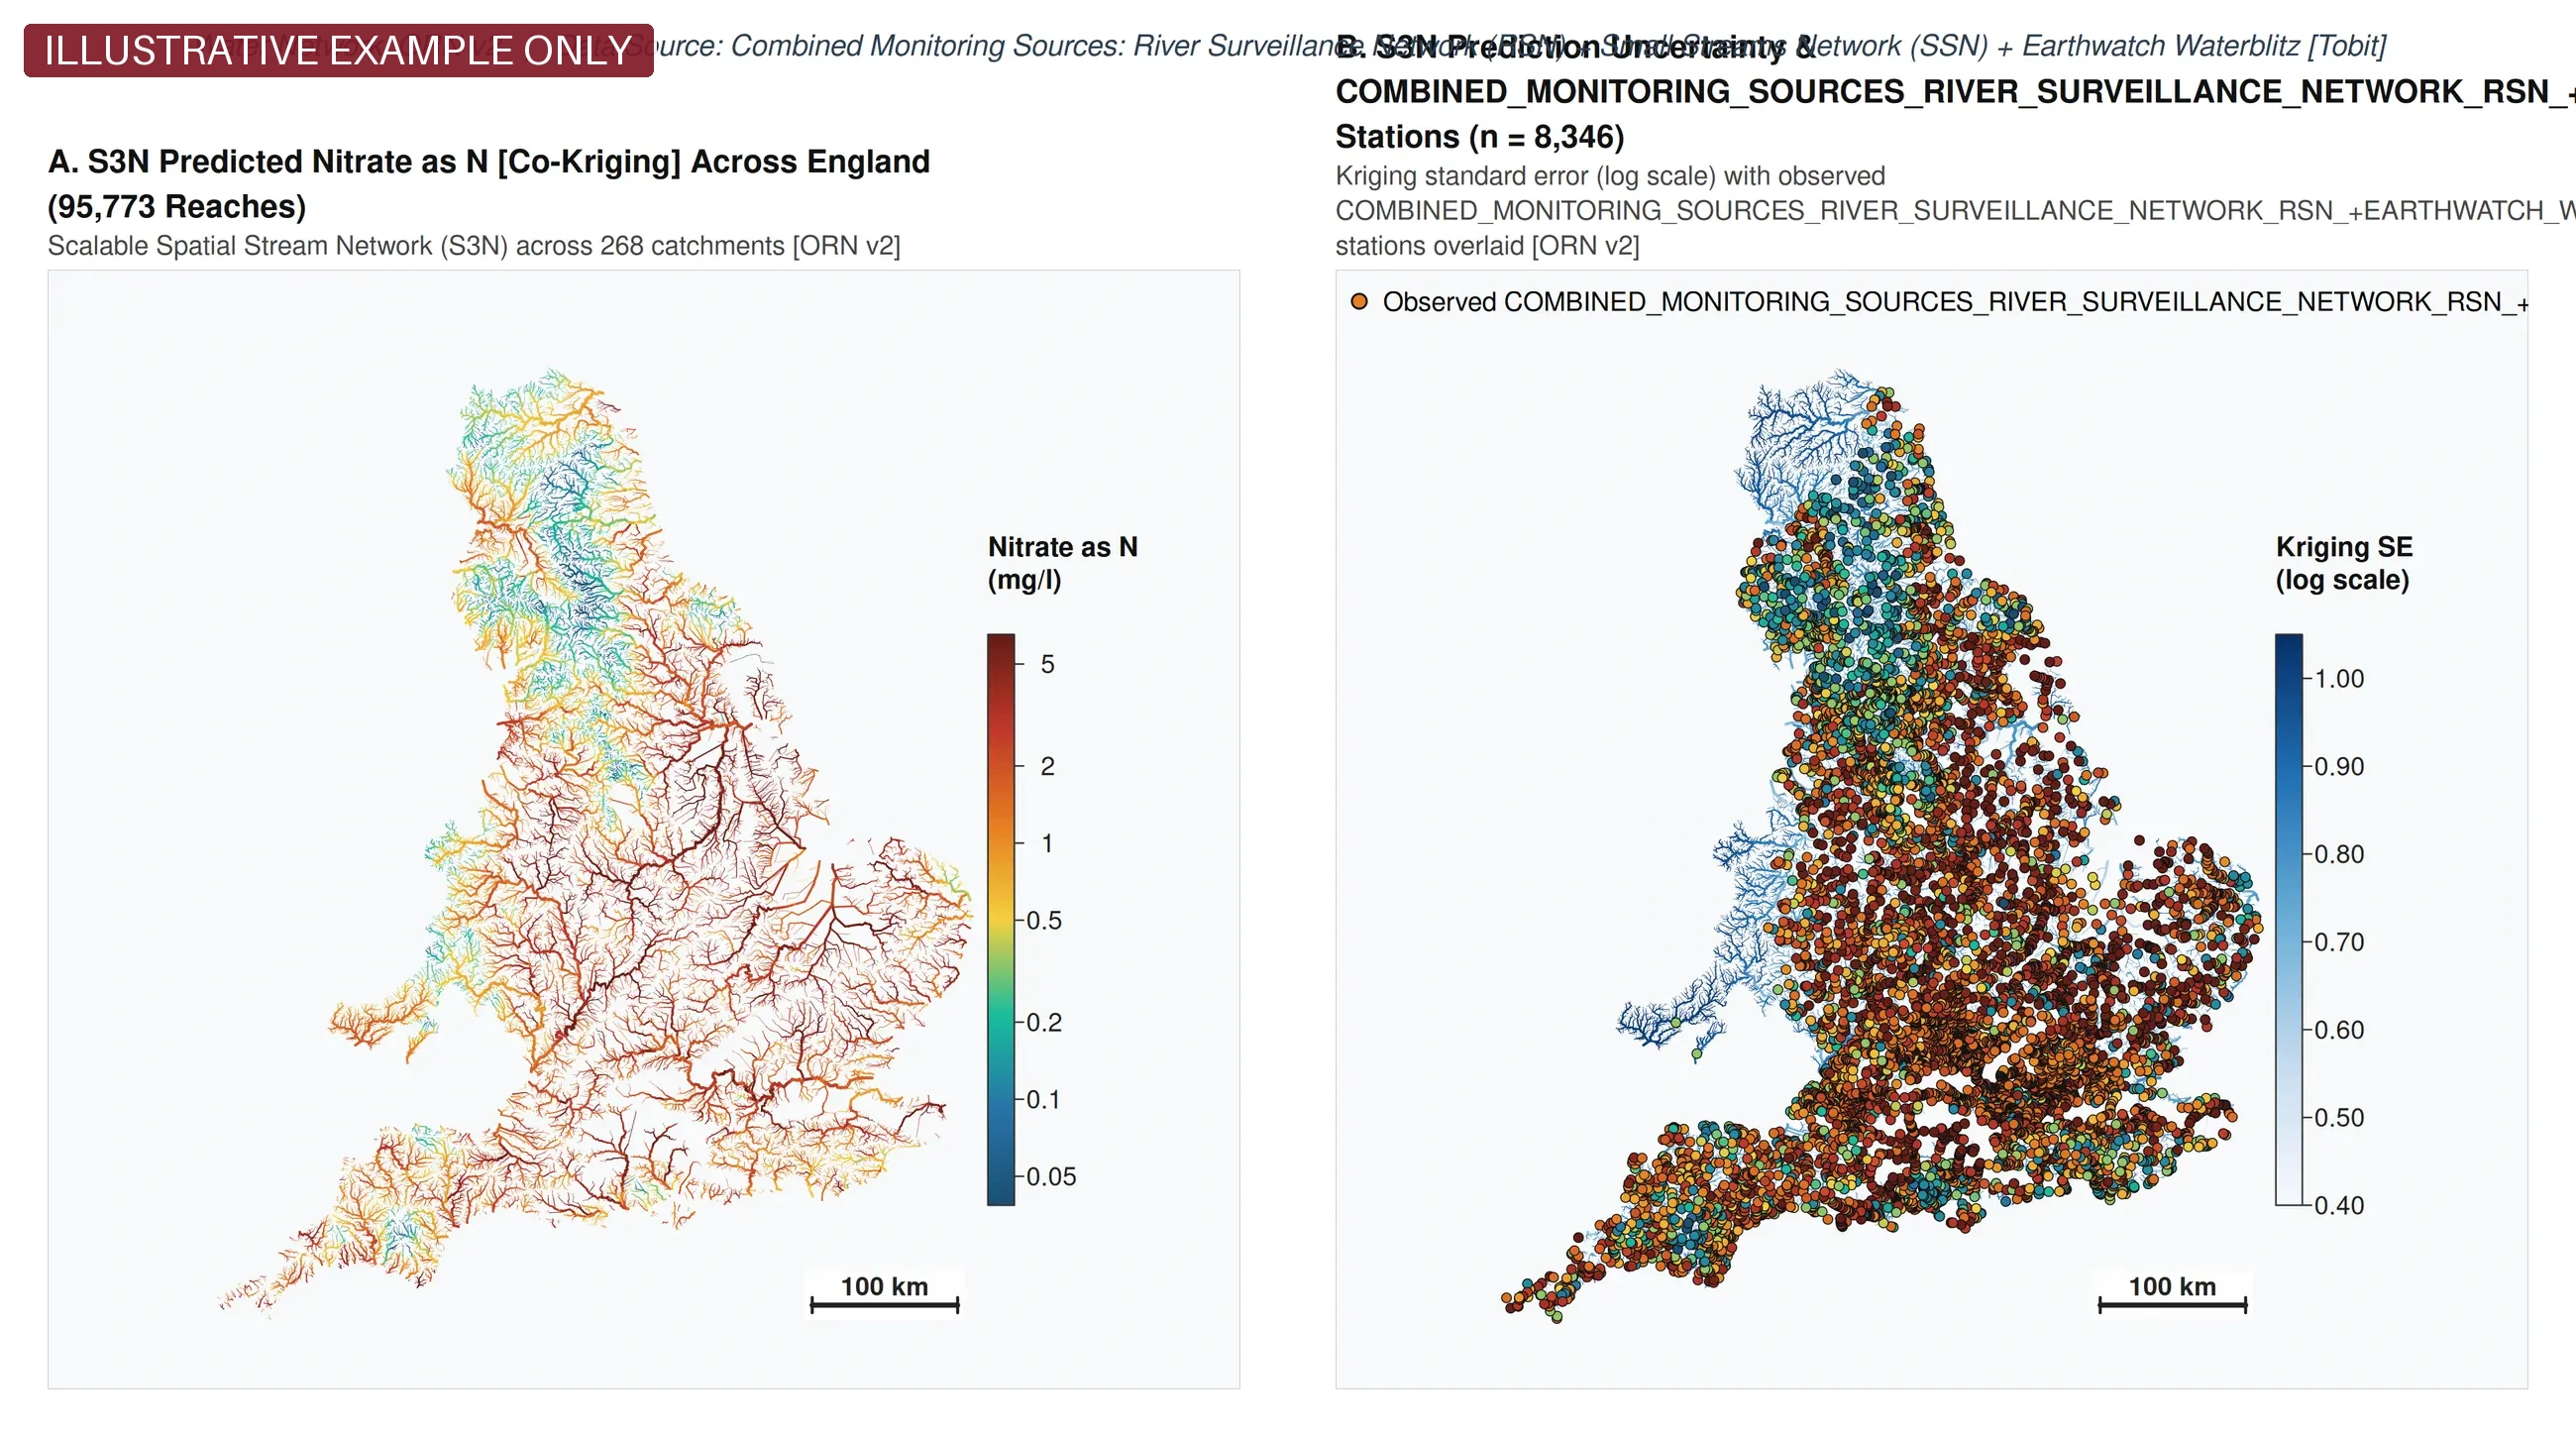 ILLUSTRATIVE EXAMPLE ONLY
Source: Combined Monitoring Sources: River Surveillance Network (RSN) + Small Streams Network (SSN) + Earthwatch Waterblitz [Tobit]
A. S3N Predicted Nitrate as N [Co-Kriging] Across England
(95,773 Reaches)
Scalable Spatial Stream Network (S3N) across 268 catchments [ORN v2]
Nitrate as N
(mg/l)
5
2
1
0.5
0.2
0.1
0.05
100 km
B. S3N Prediction Uncertainty &
COMBINED_MONITORING_SOURCES_RIVER_SURVEILLANCE_NETWORK_RSN_+
Stations (n = 8,346)
Kriging standard error (log scale) with observed
COMBINED_MONITORING_SOURCES_RIVER_SURVEILLANCE_NETWORK_RSN_+EARTHWATCH_W
stations overlaid [ORN v2]
Observed COMBINED_MONITORING_SOURCES_RIVER_SURVEILLANCE_NETWORK_RSN_+
Kriging SE
(log scale)
1.00
0.90
0.80
0.70
0.60
0.50
0.40
100 km